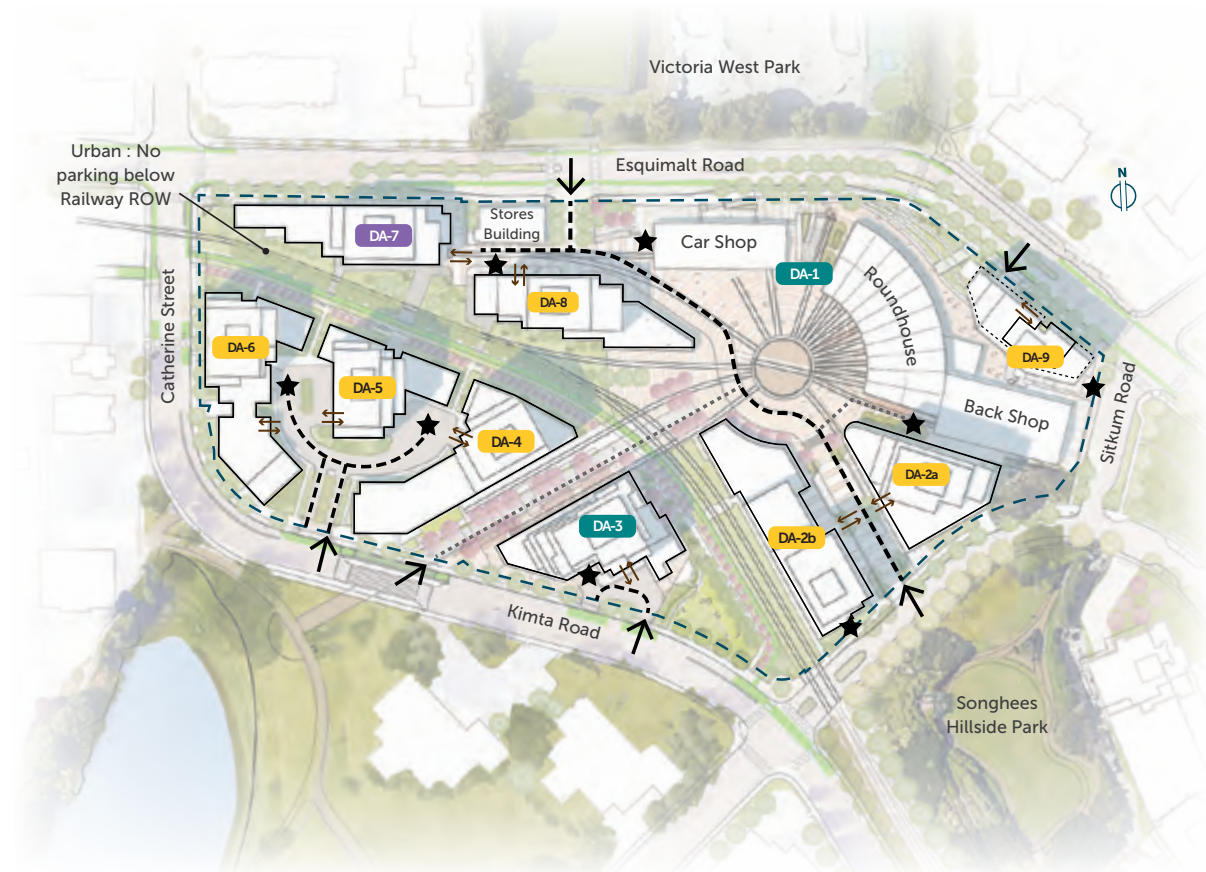 Victoria West Park
Urban : No
parking below
Railway ROW
Esquimalt Road
N
Stores
Building
DA-7
Car Shop
DA-1
Roundhouse
DA-8
Catherine Street
DA-6
DA-9
DA-5
Sitkum Road
Back Shop
DA-4
DA-2a
DA-3
DA-2b
Kimta Road
Songhees
Hillside Park